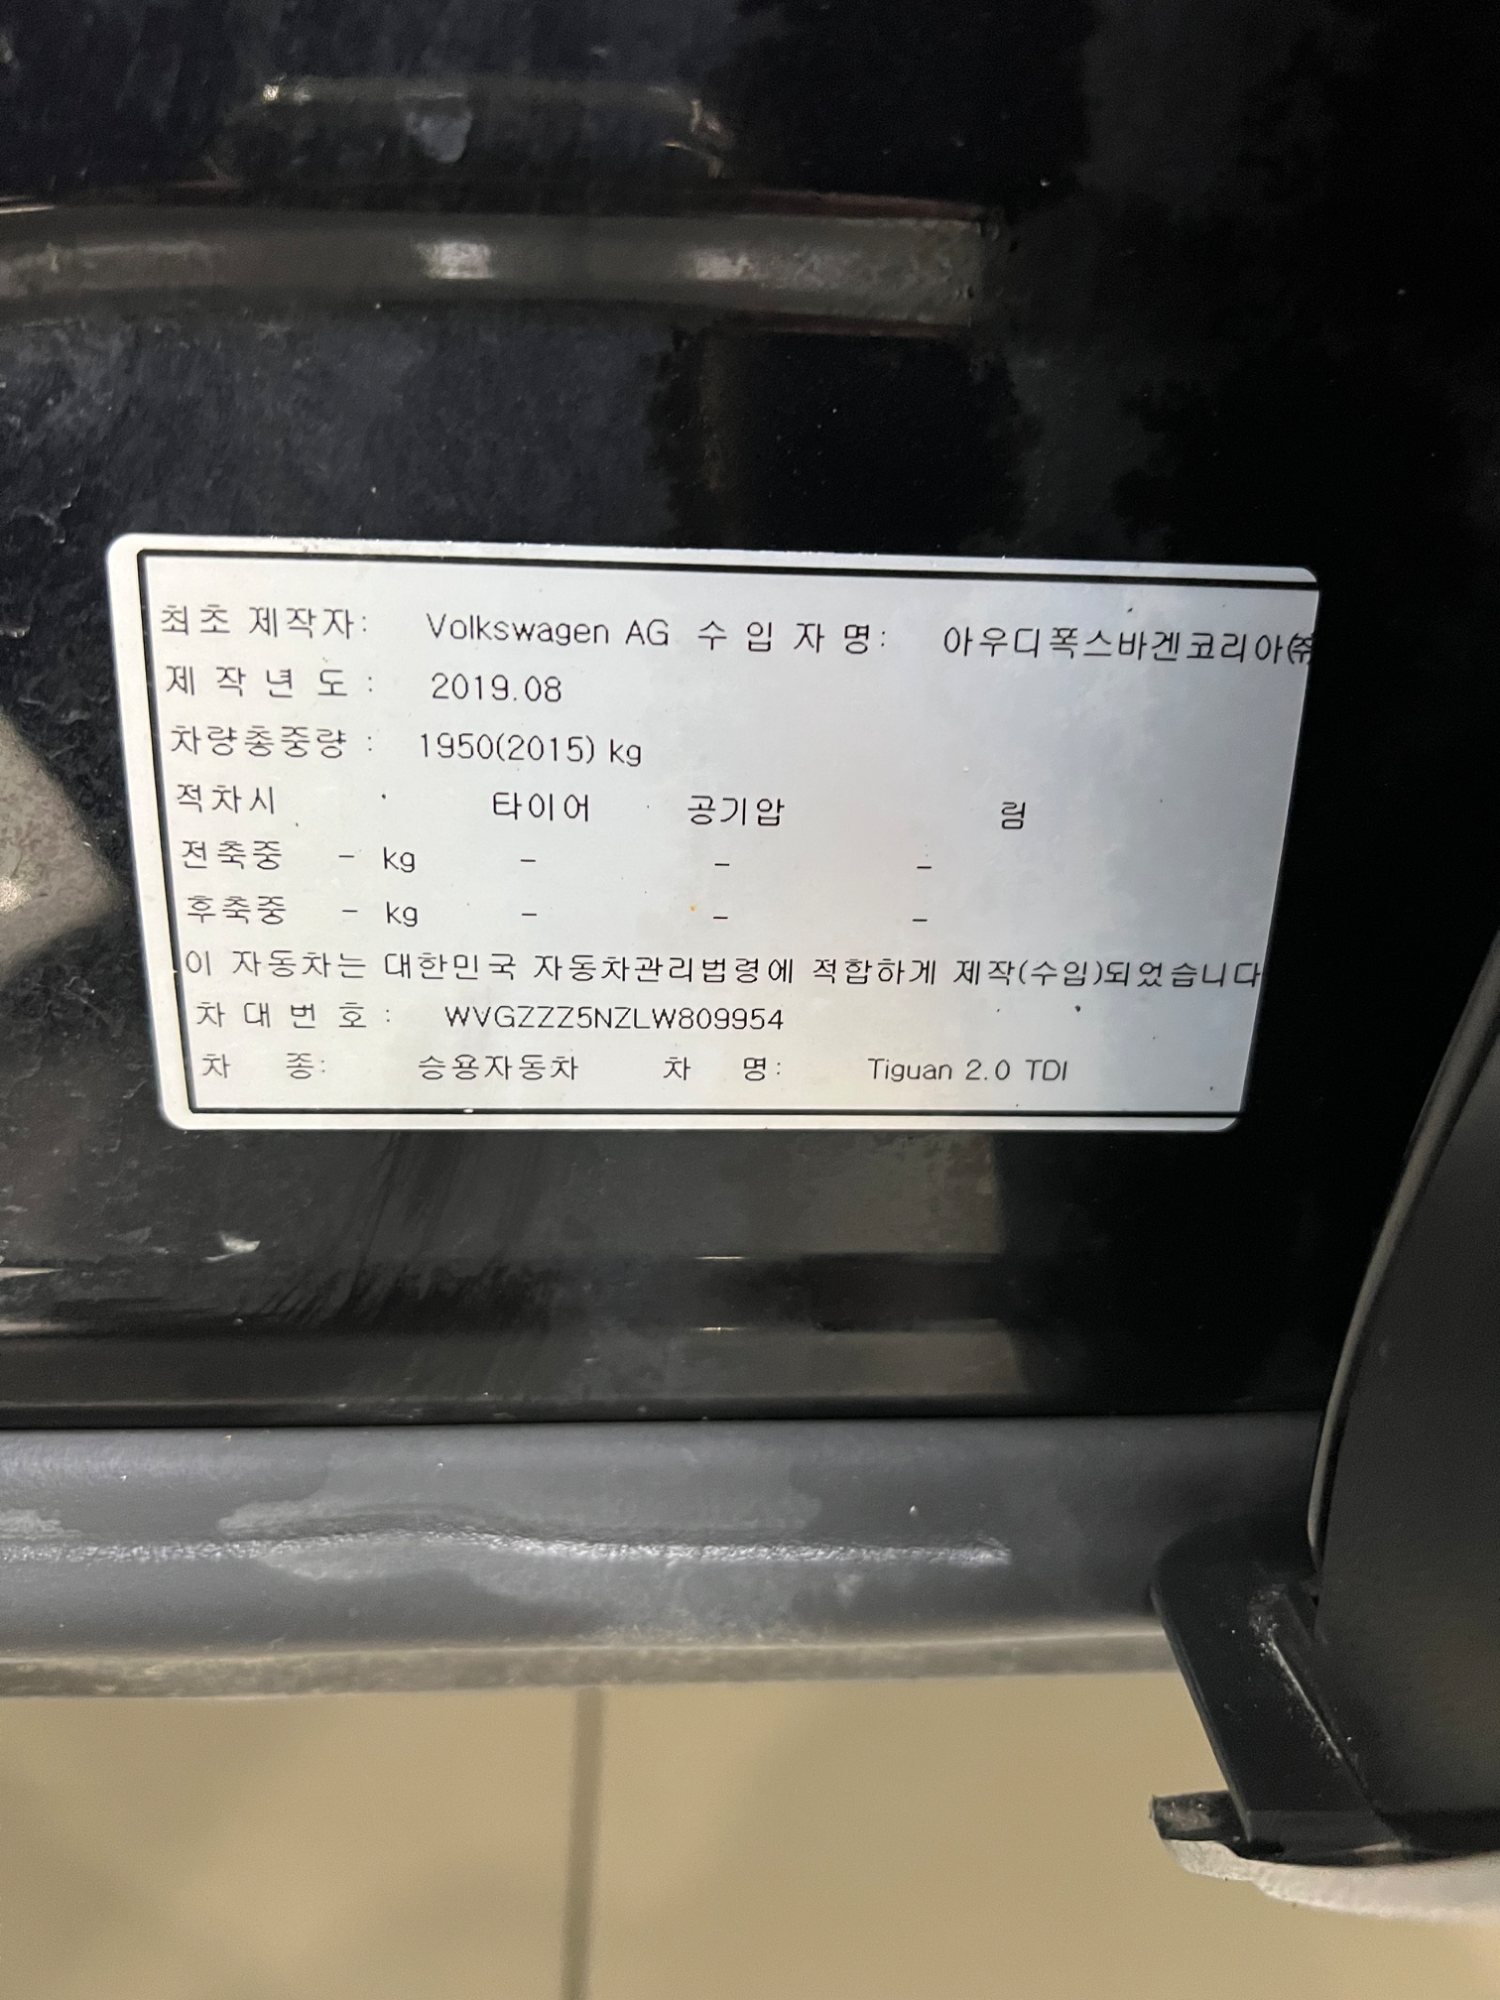 최초 제작자: Volkswagen AG 수 입 자 명: 아우디폭스바겐코리아㈜
제 작 년 도 : 2019.08
차량총중량 : 1950(2015) kg
적차시 타이어 공기압 림
전축중 - kg - - -
후축중 - kg - - -
이 자동차는 대한민국 자동차관리법령에 적합하게 제작(수입)되었습니다
차 대 번 호 : WVGZZZ5NZLW809954
차 종: 승용자동차 차 명: Tiguan 2.0 TDI